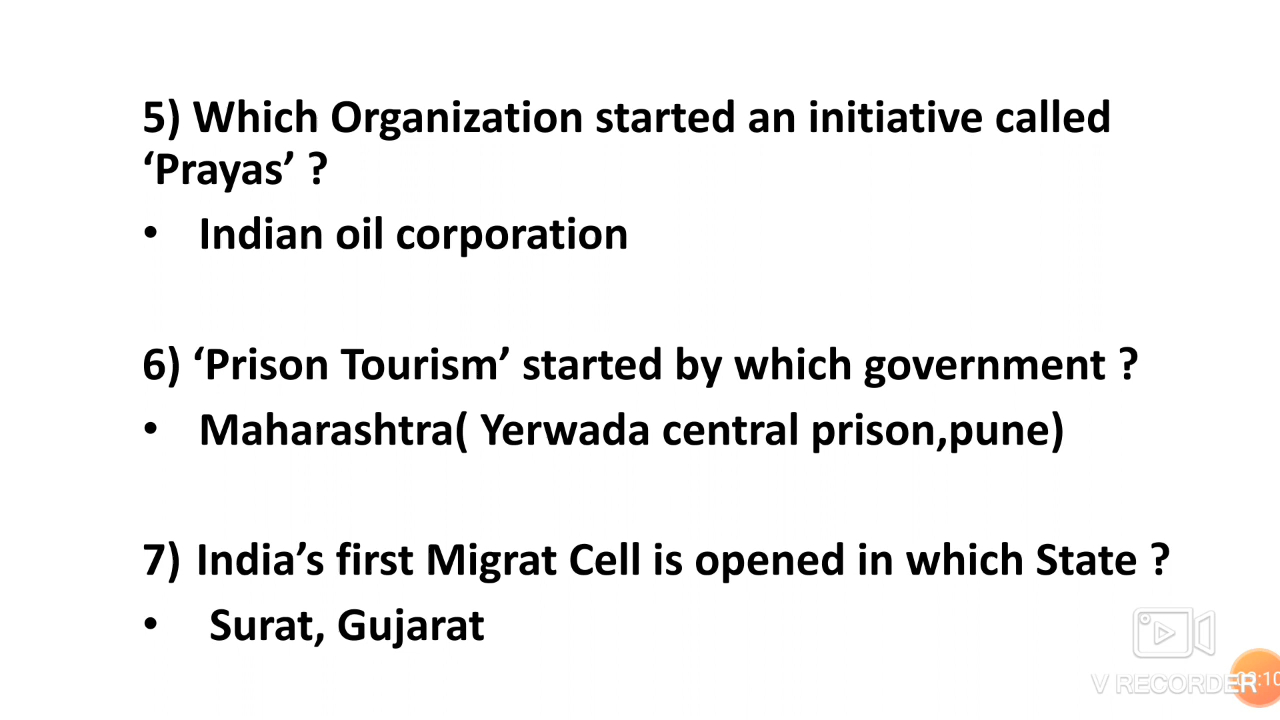 5) Which Organization started an initiative called
‘Prayas’ ?
• Indian oil corporation
6) ‘Prison Tourism’ started by which government ?
• Maharashtra( Yerwada central prison,pune)
7) India’s first Migrat Cell is opened in which State ?
• Surat, Gujarat
V RECORDER